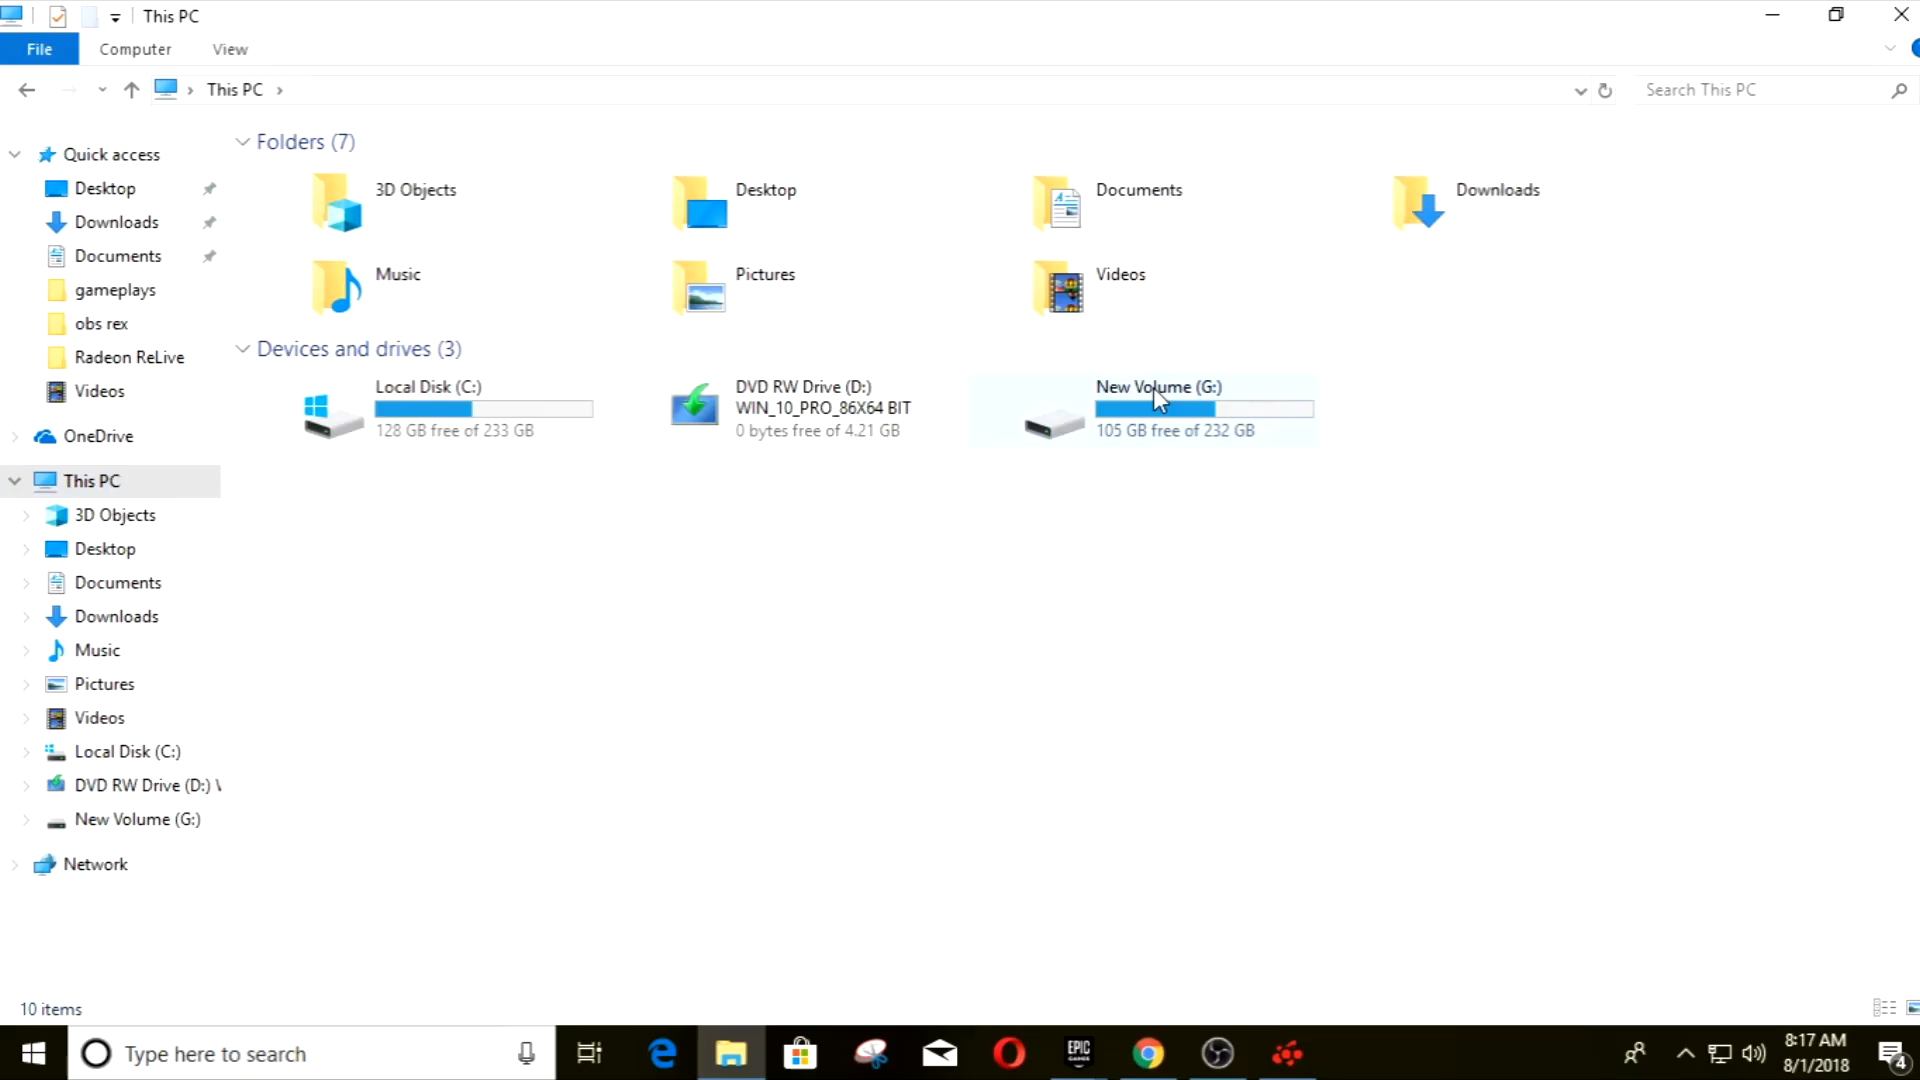 This PC
File Computer View
This PC
Search This PC
Quick access
Desktop
Downloads
Documents
gameplays
obs rex
Radeon ReLive
Videos
OneDrive
This PC
3D Objects
Desktop
Documents
Downloads
Music
Pictures
Videos
Local Disk (C:)
DVD RW Drive (D:) \
New Volume (G:)
Network
Folders (7)
3D Objects
Desktop
Documents
Downloads
Music
Pictures
Videos
Devices and drives (3)
Local Disk (C:)
128 GB free of 233 GB
DVD RW Drive (D:)
WIN_10_PRO_86X64 BIT
0 bytes free of 4.21 GB
New Volume (G:)
105 GB free of 232 GB
10 items
Type here to search
EPIC
GAMES
8:17 AM
8/1/2018
4